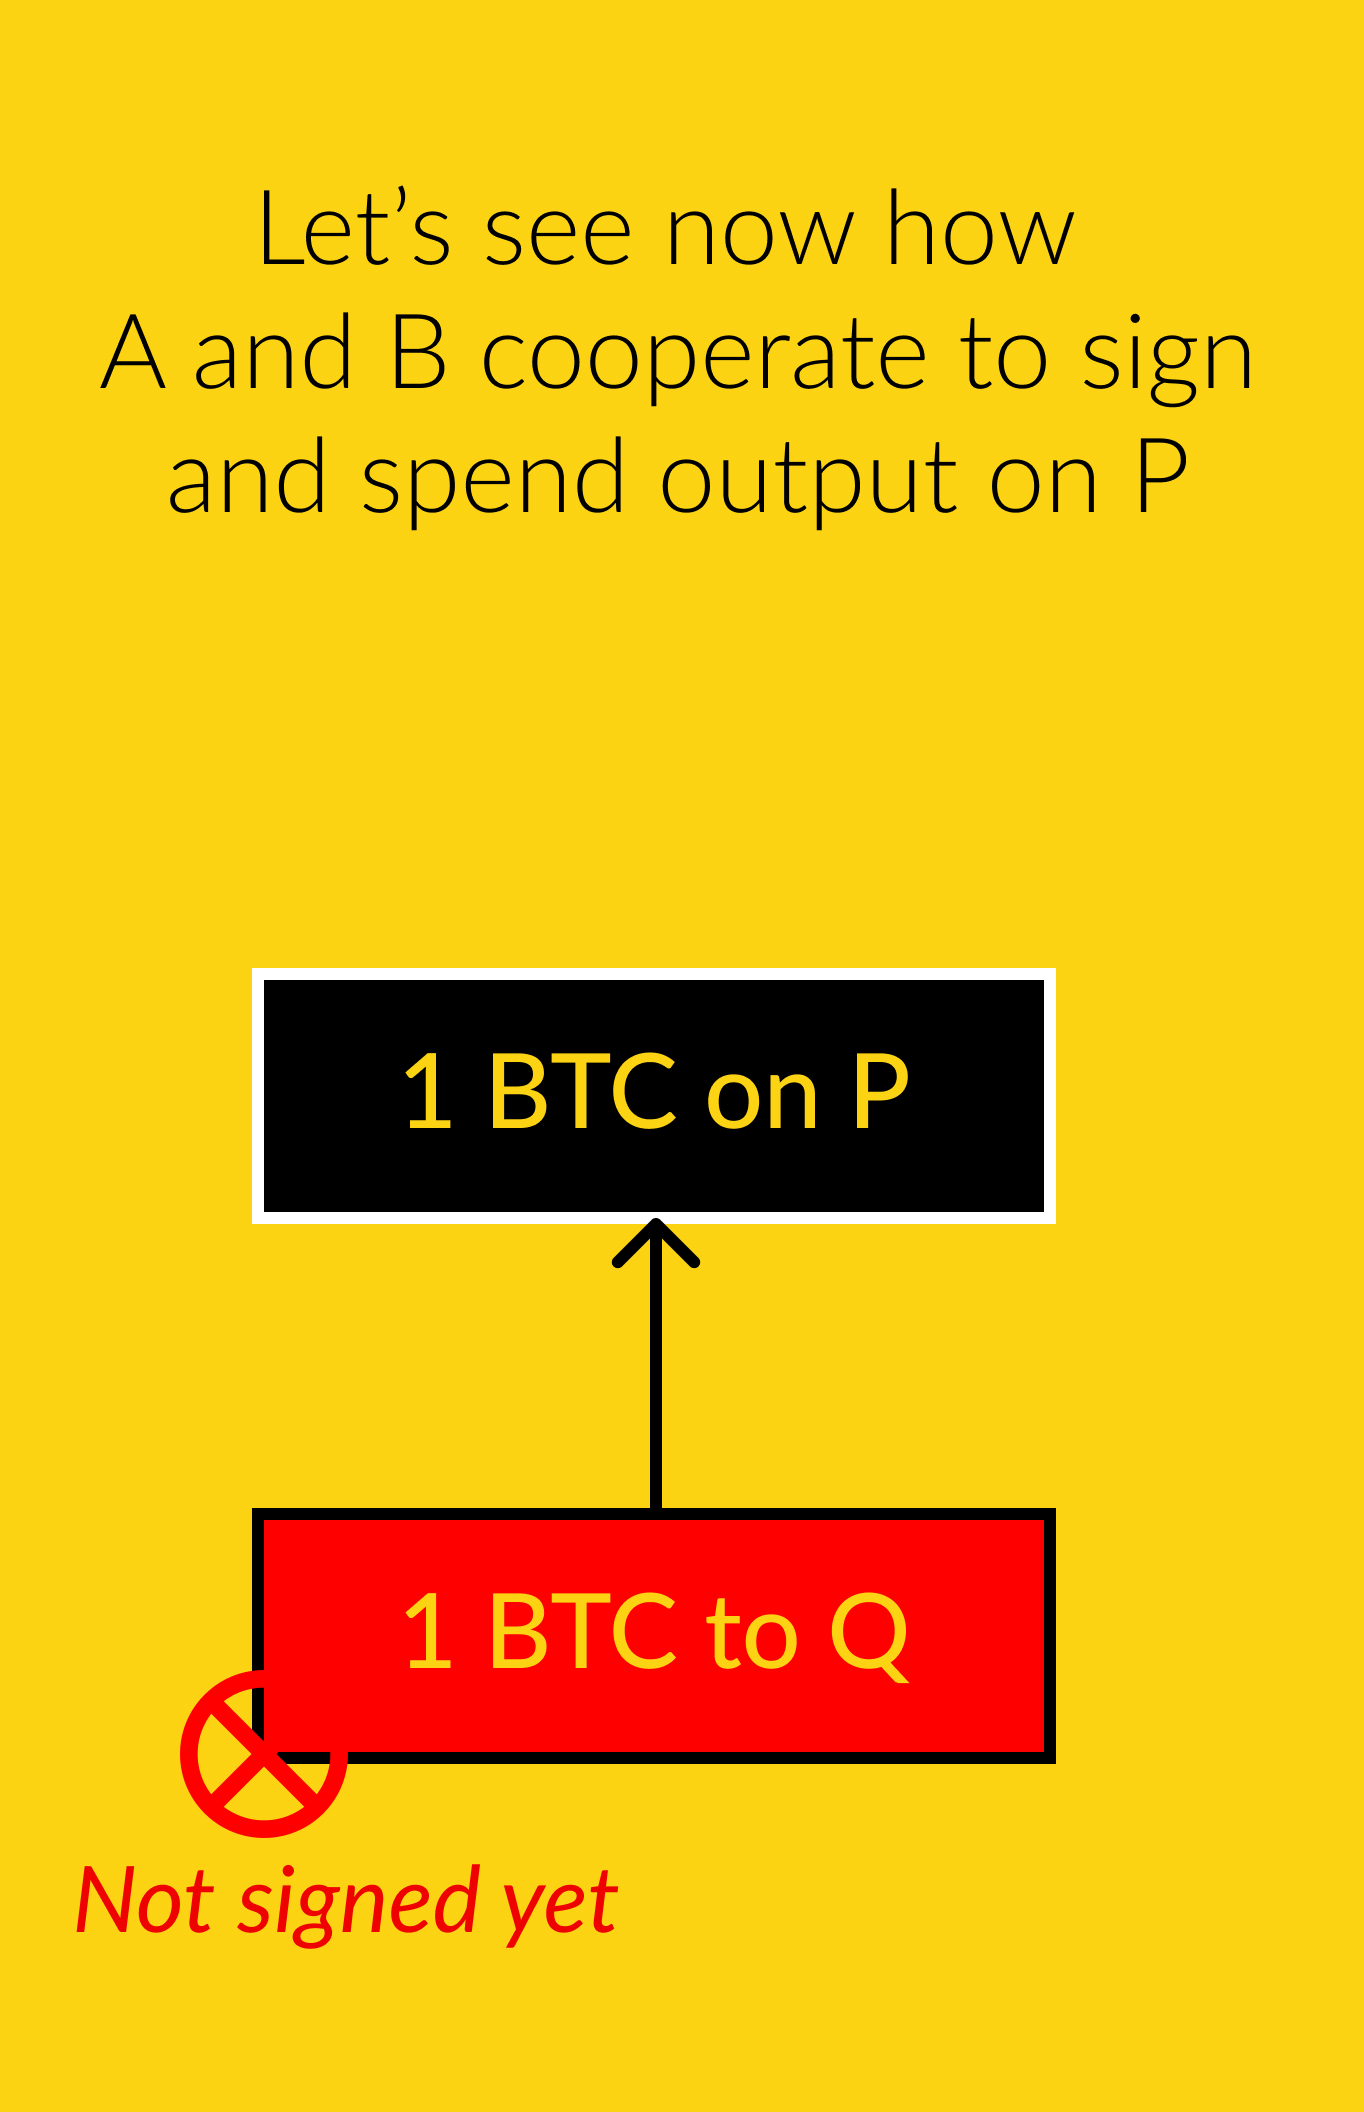 Let’s see now how
A and B cooperate to sign
and spend output on P
1 BTC on P
1 BTC to Q
Not signed yet